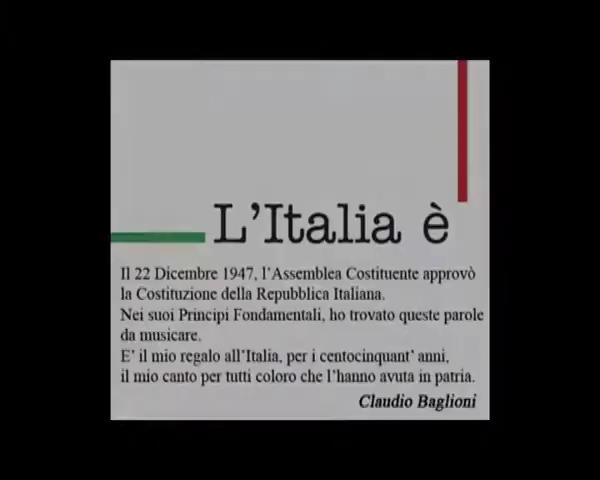 L'Italia è
Il 22 Dicembre 1947, l'Assemblea Costituente approvò
la Costituzione della Repubblica Italiana.
Nei suoi Principi Fondamentali, ho trovato queste parole
da musicare.
E' il mio regalo all'Italia, per i centocinquant' anni,
il mio canto per tutti coloro che l'hanno avuta in patria.
Claudio Baglioni